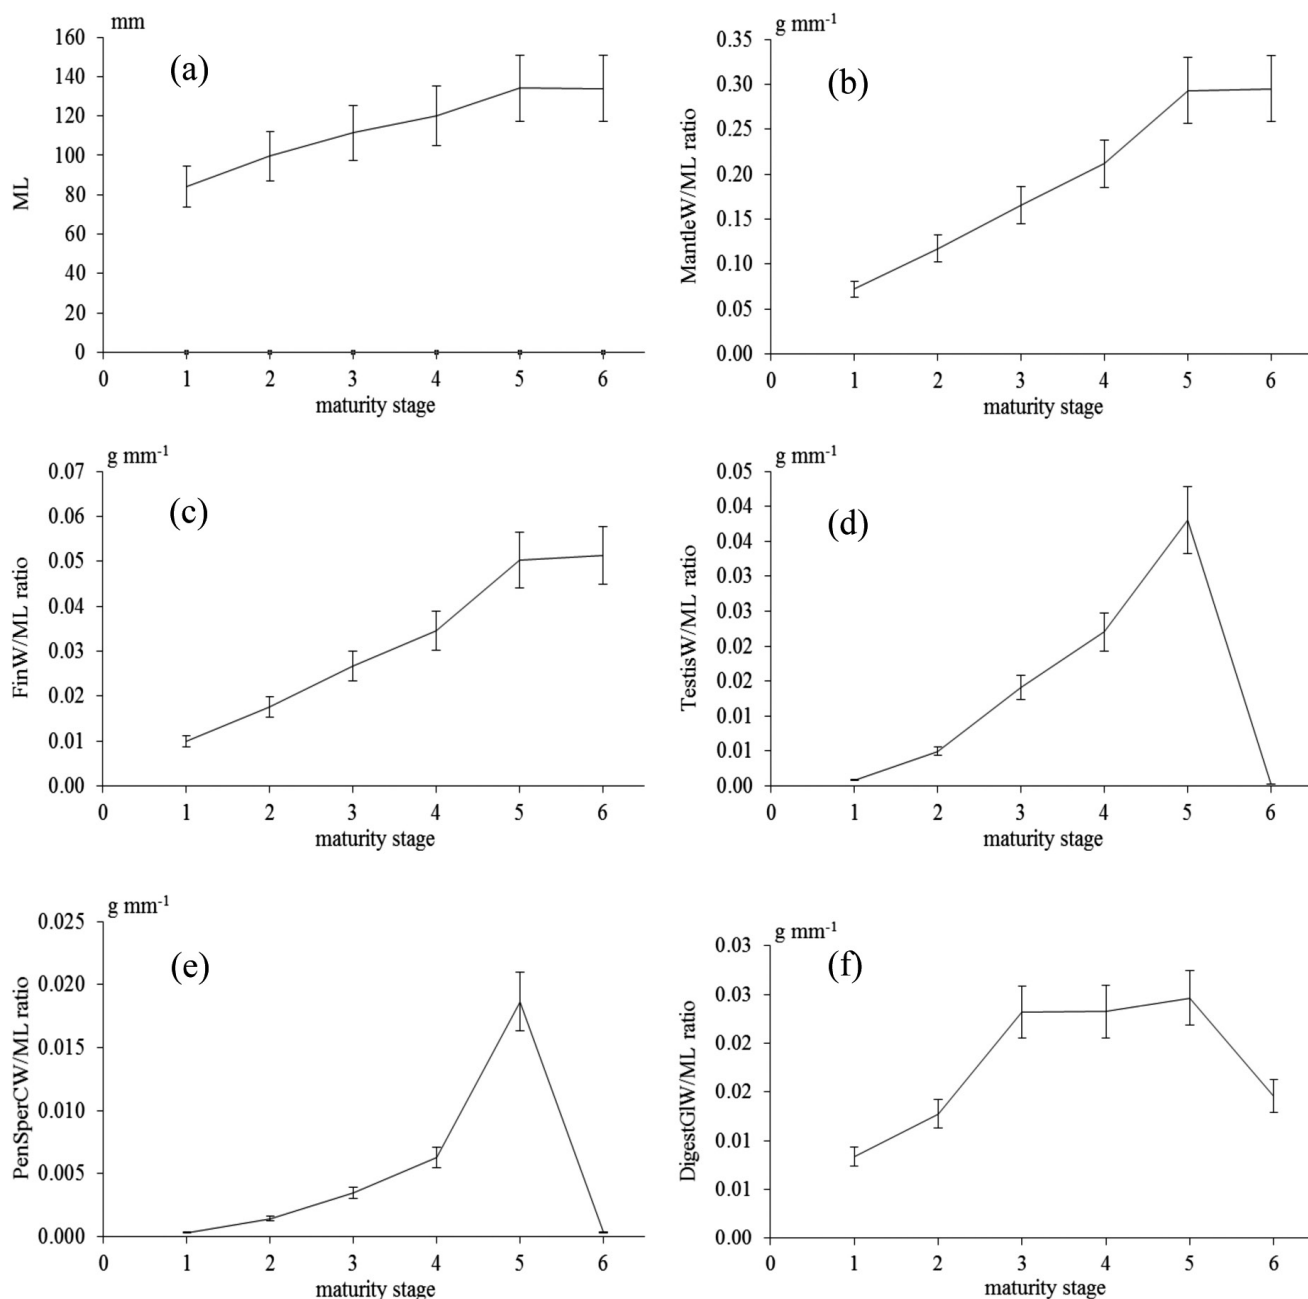 mm
160
140
120
100
80
60
40
20
0
ML
(a)
0 1 2 3 4 5 6
maturity stage
g mm-1
0.35
0.30
0.25
0.20
0.15
0.10
0.05
0.00
MantleW/ML ratio
(b)
0 1 2 3 4 5 6
maturity stage
g mm-1
0.07
0.06
0.05
0.04
0.03
0.02
0.01
0.00
FinW/ML ratio
(c)
0 1 2 3 4 5 6
maturity stage
g mm-1
0.05
0.04
0.04
0.03
0.03
0.02
0.02
0.01
0.01
0.00
TestisW/ML ratio
(d)
0 1 2 3 4 5 6
maturity stage
g mm-1
0.025
0.020
0.015
0.010
0.005
0.000
PenSperCW/ML ratio
(e)
0 1 2 3 4 5 6
maturity stage
g mm-1
0.03
0.03
0.02
0.02
0.01
0.01
0.00
DigestGlW/ML ratio
(f)
0 1 2 3 4 5 6
maturity stage